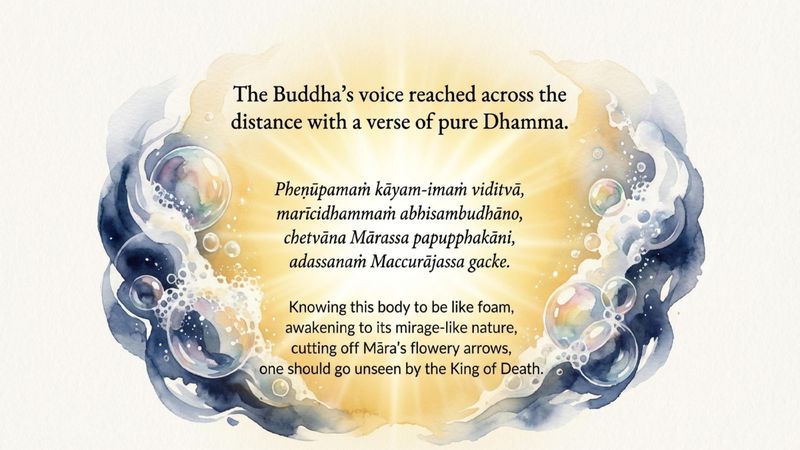 The Buddha’s voice reached across the
distance with a verse of pure Dhamma.
Pheṇūpamaṁ kāyam-imaṁ viditvā,
marīcidhammaṁ abhisambudhāno,
chetvāna Mārassa papupphakāni,
adassanaṁ Maccurājassa gacke.
Knowing this body to be like foam,
awakening to its mirage-like nature,
cutting off Māra’s flowery arrows,
one should go unseen by the King of Death.